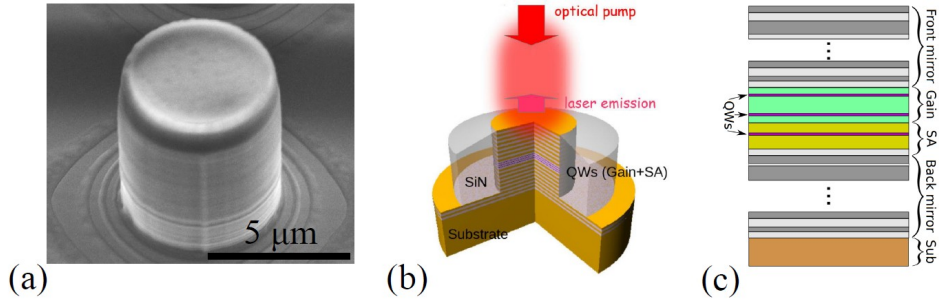 5 μm
(a)
optical pump
laser emission
SiN
QWs (Gain+SA)
Substrate
(b)
Front mirror
Gain
QWs
SA
Back mirror
Sub
(c)